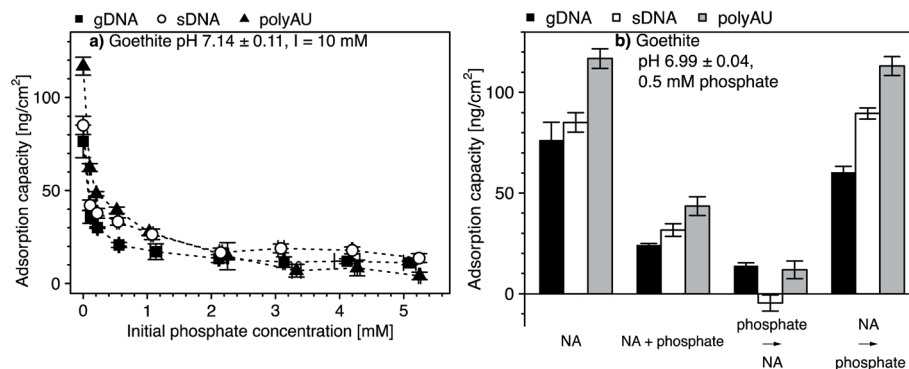 ■ gDNA ○ sDNA ▲ polyAU
a) Goethite pH 7.14 ± 0.11, I = 10 mM
Adsorption capacity [ng/cm²]
100
50
0
0 1 2 3 4 5
Initial phosphate concentration [mM]
■ gDNA □ sDNA ■ polyAU
b) Goethite
pH 6.99 ± 0.04,
0.5 mM phosphate
Adsorption capacity [ng/cm²]
100
50
0
NA
NA + phosphate
phosphate
→
NA
NA
→
phosphate